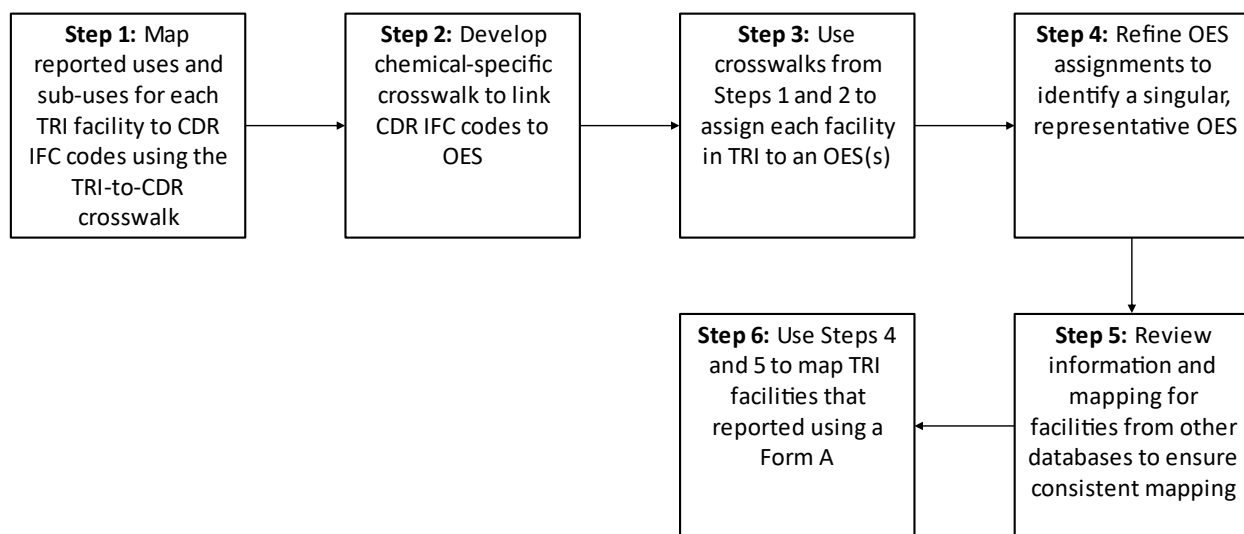 Step 1: Map
reported uses and
sub-uses for each
TRI facility to CDR
IFC codes using the
TRI-to-CDR
crosswalk
Step 2: Develop
chemical-specific
crosswalk to link
CDR IFC codes to
OES
Step 3: Use
crosswalks from
Steps 1 and 2 to
assign each facility
in TRI to an OES(s)
Step 4: Refine OES
assignments to
identify a singular,
representative OES
Step 5: Review
information and
mapping for
facilities from other
databases to ensure
consistent mapping
Step 6: Use Steps 4
and 5 to map TRI
facilities that
reported using a
Form A